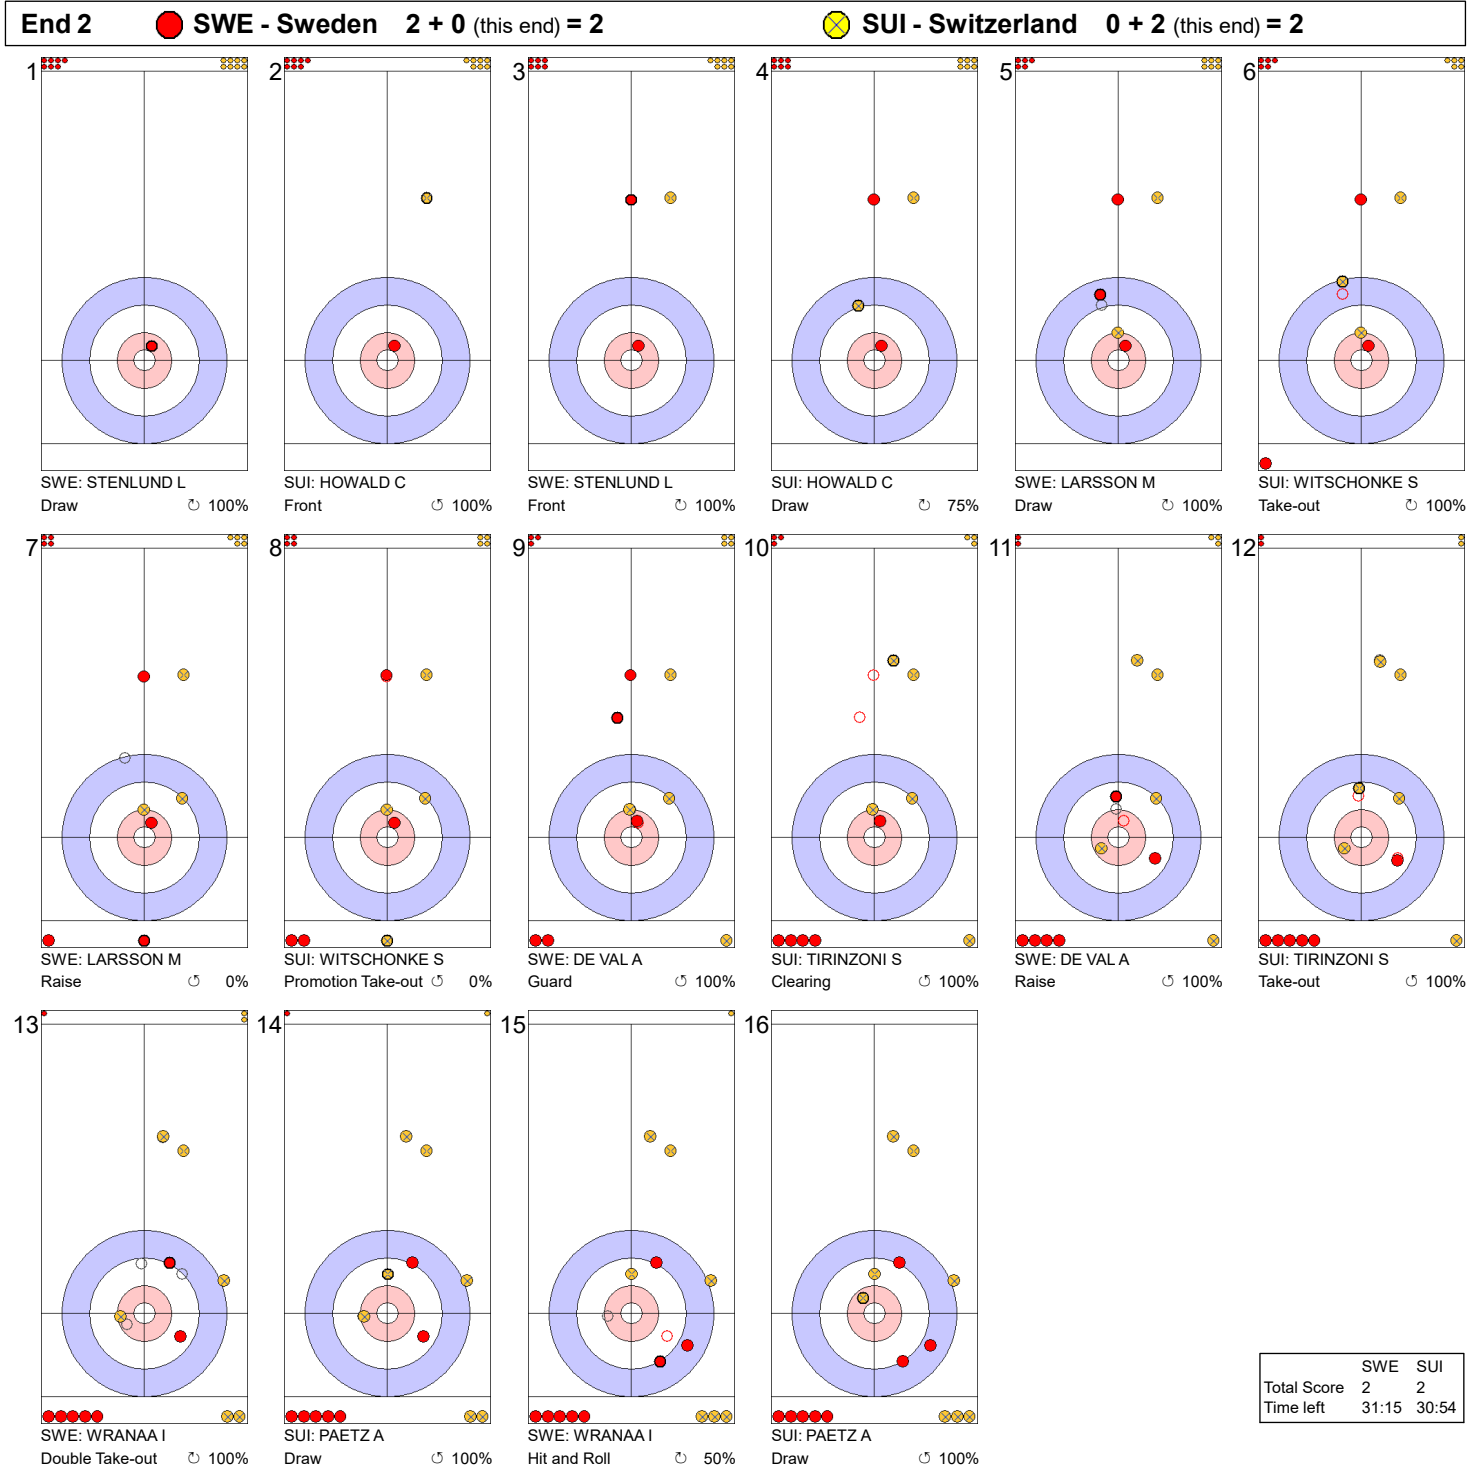 End 2 SWE - Sweden 2 + 0 (this end) = 2 SUI - Switzerland 0 + 2 (this end) = 2
1 2 3 4 5 6
SWE: STENLUND L SUI: HOWALD C SWE: STENLUND L SUI: HOWALD C SWE: LARSSON M SUI: WITSCHONKE S
Draw ↻ 100% Front ↺ 100% Front ↻ 100% Draw ↻ 75% Draw ↻ 100% Take-out ↺ 100%
7 8 9 10 11 12
SWE: LARSSON M SUI: WITSCHONKE S SWE: DE VAL A SUI: TIRINZONI S SWE: DE VAL A SUI: TIRINZONI S
Raise ↺ 0% Promotion Take-out ↺ 0% Guard ↺ 100% Clearing ↺ 100% Raise ↺ 100% Take-out ↺ 100%
13 14 15 16
SWE: WRANAA I SUI: PAETZ A SWE: WRANAA I SUI: PAETZ A
Double Take-out ↻ 100% Draw ↻ 100% Hit and Roll ↻ 50% Draw ↻ 100%
SWE SUI
Total Score 2 2
Time left 31:15 30:54